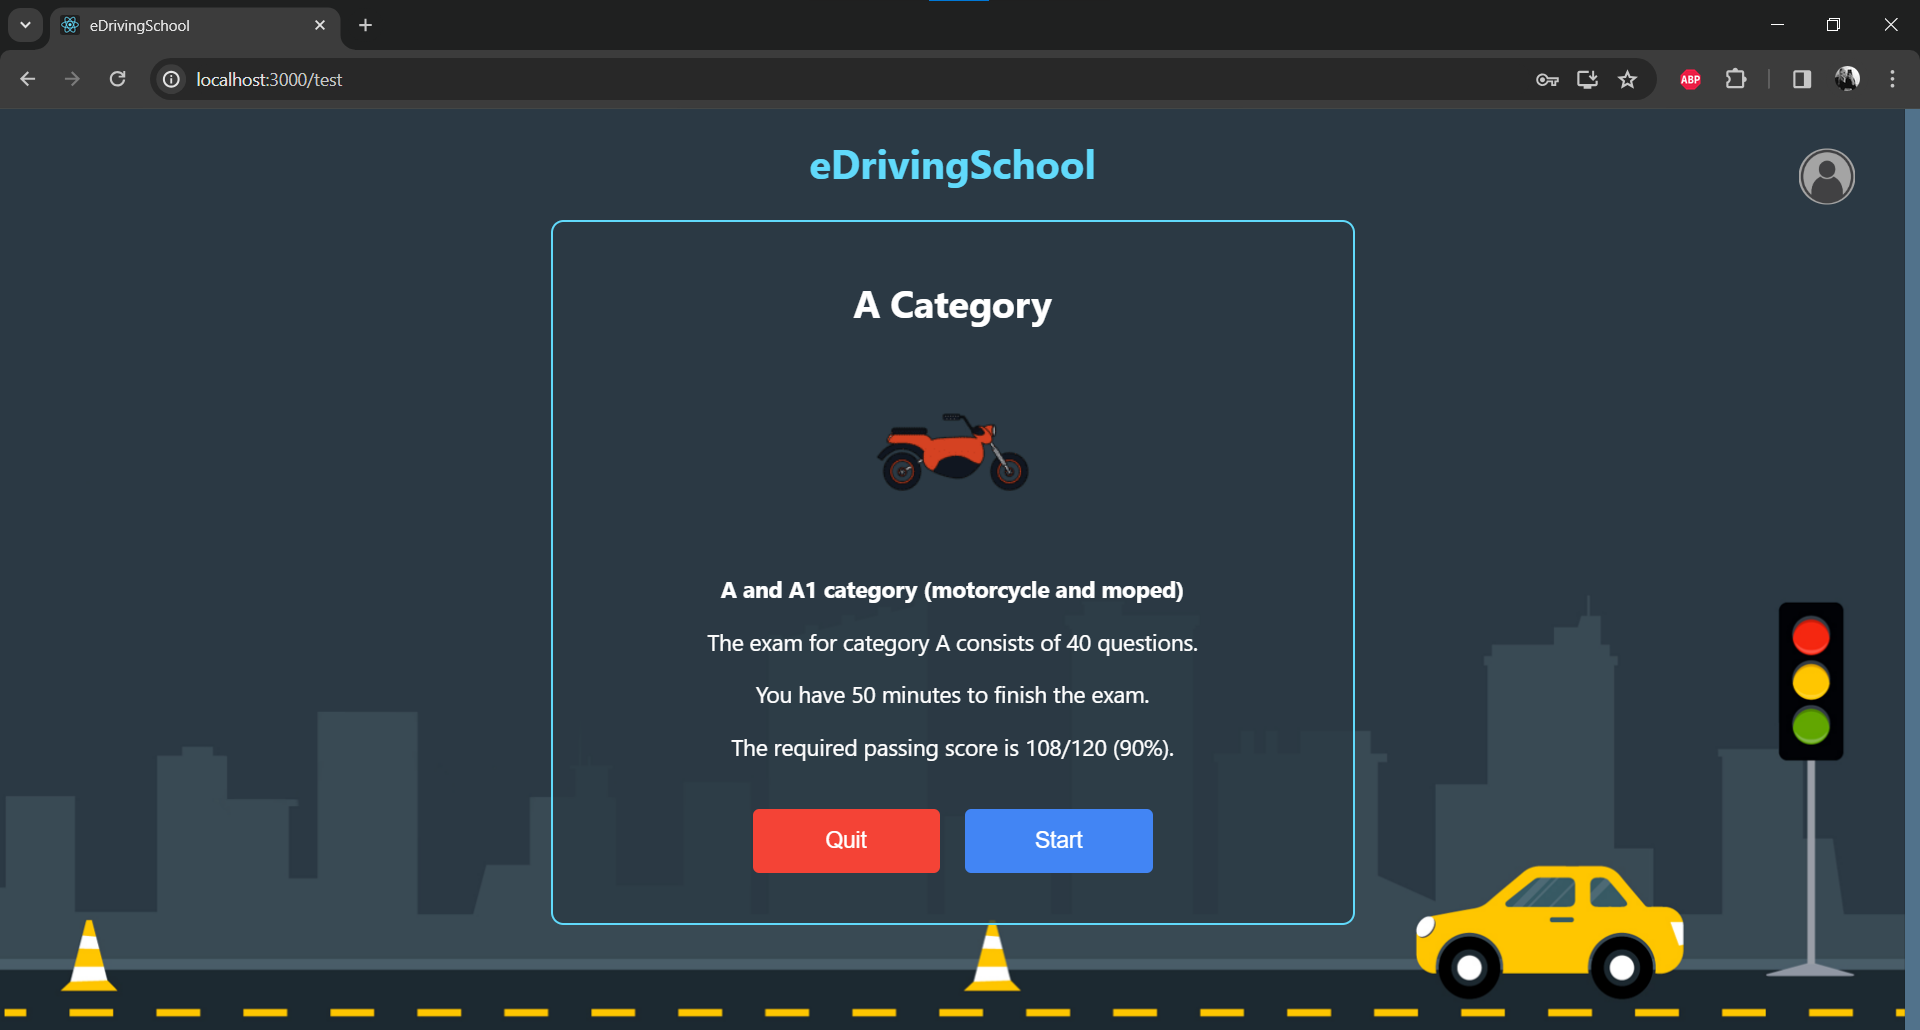 eDrivingSchool
localhost:3000/test
ABP
eDrivingSchool
A Category
A and A1 category (motorcycle and moped)
The exam for category A consists of 40 questions.
You have 50 minutes to finish the exam.
The required passing score is 108/120 (90%).
Quit Start